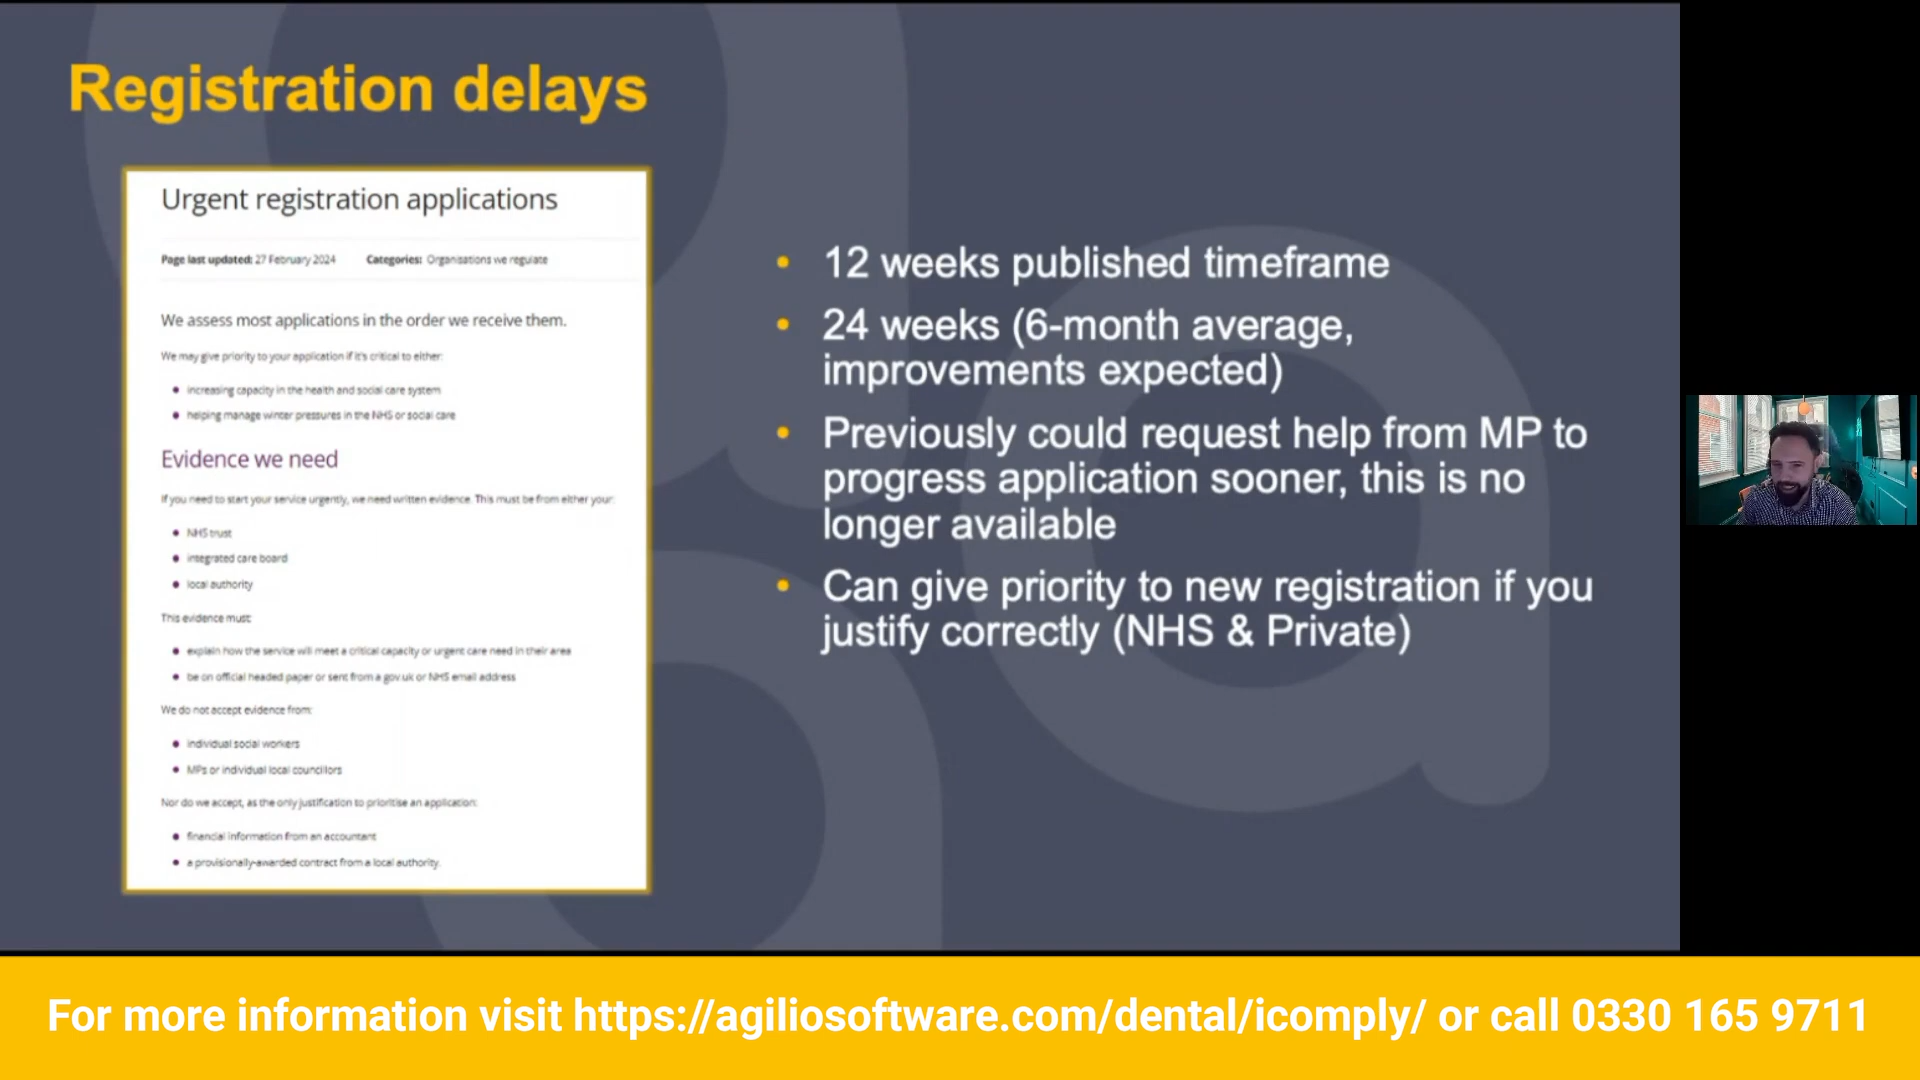 Registration delays
Urgent registration applications
Page last updated: 27 February 2024 Categories: Organisations we regulate
We assess most applications in the order we receive them.
We may give priority to your application if it's critical to either:
increasing capacity in the health and social care system
helping manage winter pressures in the NHS or social care
Evidence we need
If you need to start your service urgently, we need written evidence. This must be from either your:
NHS trust
integrated care board
local authority
This evidence must:
explain how the service will meet a critical capacity or urgent care need in their area
be on official headed paper or sent from a gov.uk or NHS email address
We do not accept evidence from:
individual social workers
MPs or individual local councillors
Nor do we accept, as the only justification to prioritise an application:
financial information from an accountant
a provisionally-awarded contract from a local authority.
• 12 weeks published timeframe
• 24 weeks (6-month average,
improvements expected)
• Previously could request help from MP to
progress application sooner, this is no
longer available
• Can give priority to new registration if you
justify correctly (NHS & Private)
For more information visit https://agiliosoftware.com/dental/icomply/ or call 0330 165 9711